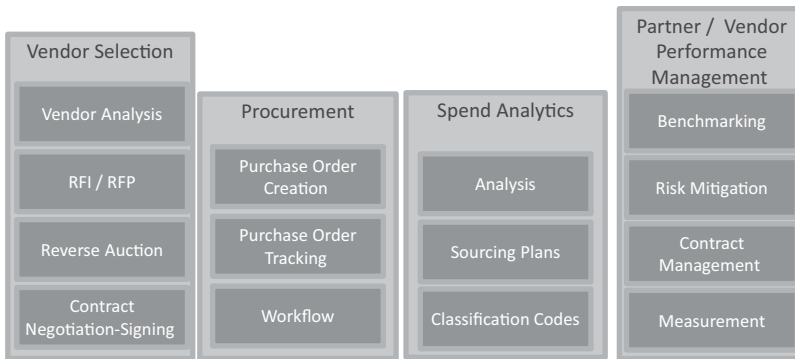 Vendor Selection
Vendor Analysis
RFI / RFP
Reverse Auction
Contract
Negotiation-Signing
Procurement
Purchase Order
Creation
Purchase Order
Tracking
Workflow
Spend Analytics
Analysis
Sourcing Plans
Classification Codes
Partner / Vendor
Performance
Management
Benchmarking
Risk Mitigation
Contract
Management
Measurement